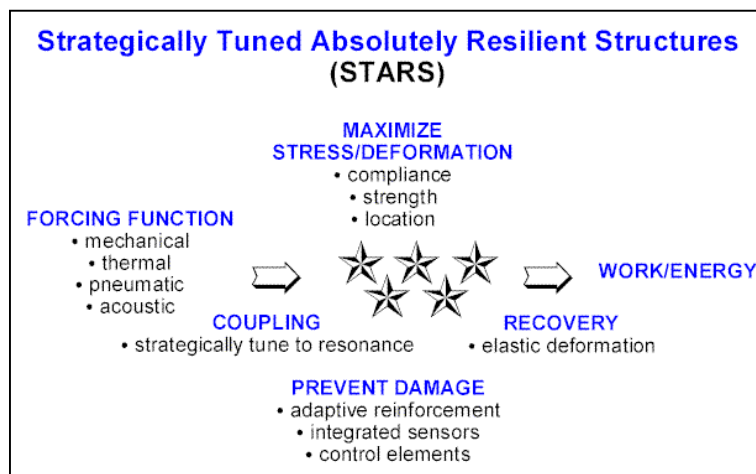 Strategically Tuned Absolutely Resilient Structures
(STARS)
MAXIMIZE
STRESS/DEFORMATION
• compliance
• strength
• location
FORCING FUNCTION
• mechanical
• thermal
• pneumatic
• acoustic
WORK/ENERGY
COUPLING
• strategically tune to resonance
RECOVERY
• elastic deformation
PREVENT DAMAGE
• adaptive reinforcement
• integrated sensors
• control elements